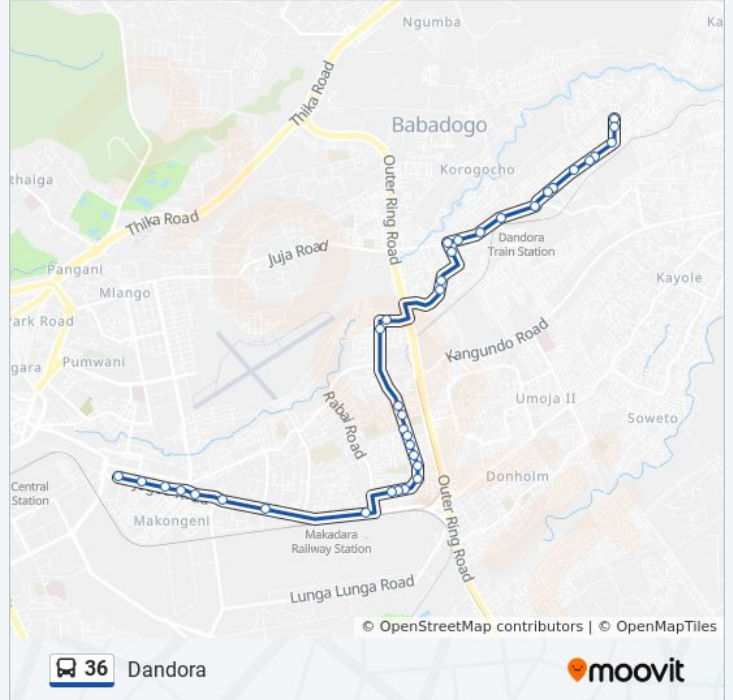 Ngumba
Ka
Thika Road
Babadogo
Korogocho
thaiga
Outer Ring Road
Thika Road
Juja Road
Dandora
Train Station
Pangani
Mlango
Kayole
Park Road
Kangundo Road
gara
Pumwani
Umoja II
Rabai Road
Soweto
Donholm
Central
Station
Outer Ring Road
Makongeni
Makadara
Railway Station
Lunga Lunga Road
© OpenStreetMap contributors | © OpenMapTiles
36 Dandora
moovit